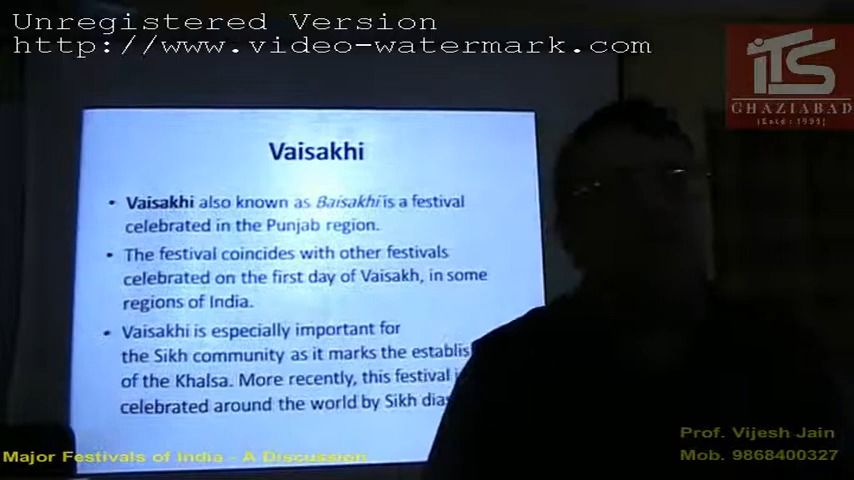 Unregistered Version
http://www.video-watermark.com
iTS
GHAZIABAD
(Estd : 1995)
Vaisakhi
• Vaisakhi also known as Baisakhi is a festival
celebrated in the Punjab region.
• The festival coincides with other festivals
celebrated on the first day of Vaisakh, in some
regions of India.
• Vaisakhi is especially important for
the Sikh community as it marks the establis
of the Khalsa. More recently, this festival i
celebrated around the world by Sikh dias
Prof. Vijesh Jain
Mob. 9868400327
Major Festivals of India - A Discussion